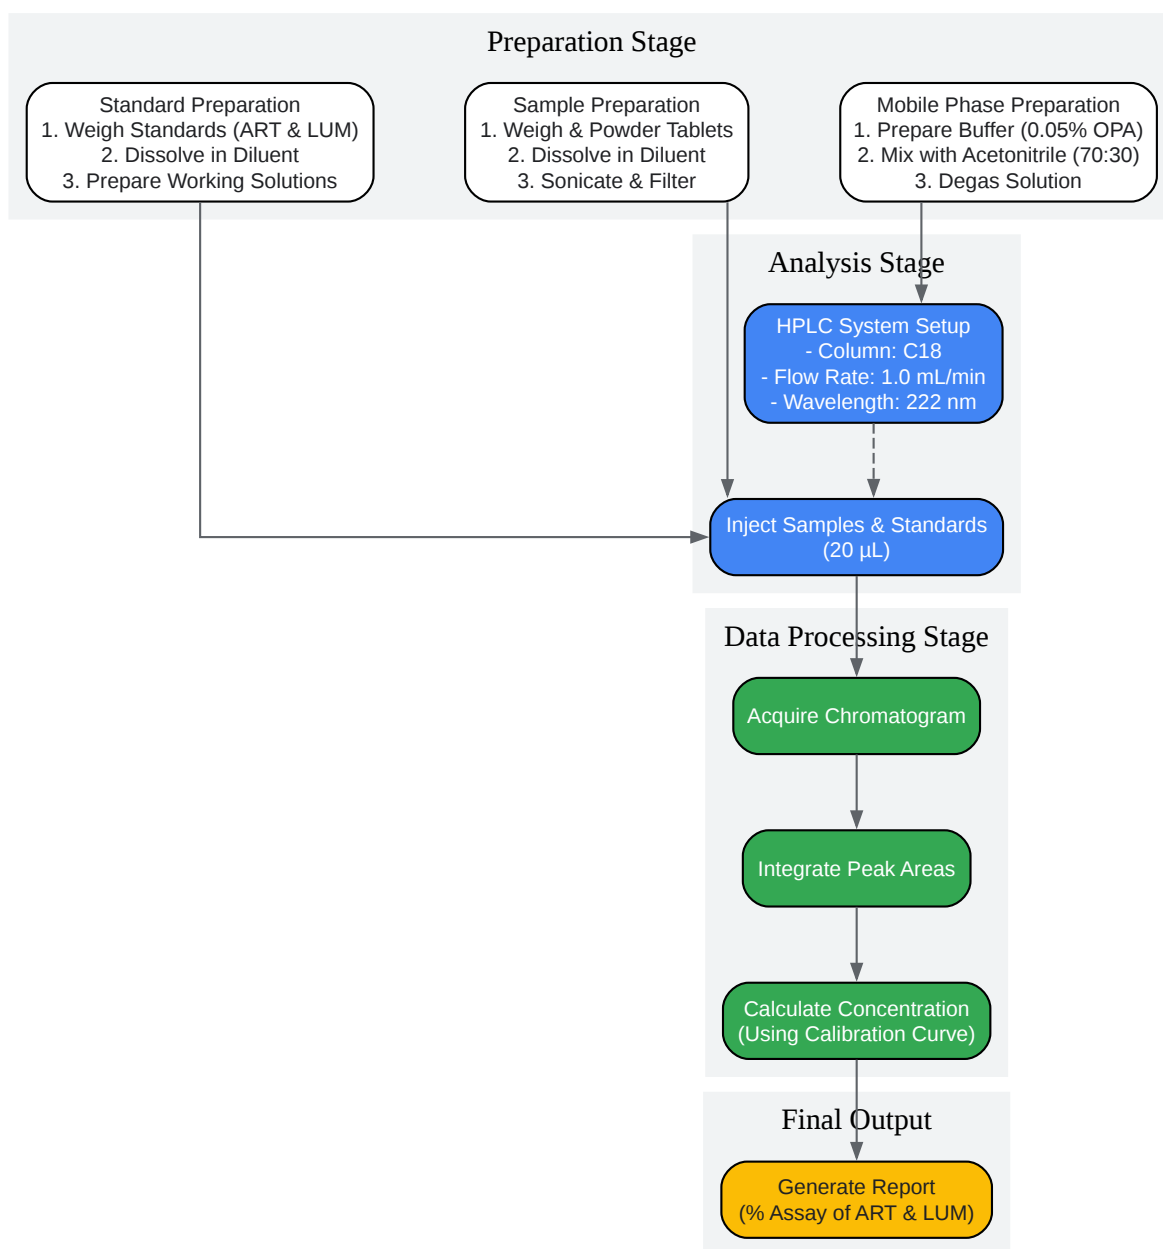 Preparation Stage
Standard Preparation
1. Weigh Standards (ART & LUM)
2. Dissolve in Diluent
3. Prepare Working Solutions
Sample Preparation
1. Weigh & Powder Tablets
2. Dissolve in Diluent
3. Sonicate & Filter
Mobile Phase Preparation
1. Prepare Buffer (0.05% OPA)
2. Mix with Acetonitrile (70:30)
3. Degas Solution
Analysis Stage
HPLC System Setup
- Column: C18
- Flow Rate: 1.0 mL/min
- Wavelength: 222 nm
Inject Samples & Standards
(20 µL)
Data Processing Stage
Acquire Chromatogram
Integrate Peak Areas
Calculate Concentration
(Using Calibration Curve)
Final Output
Generate Report
(% Assay of ART & LUM)